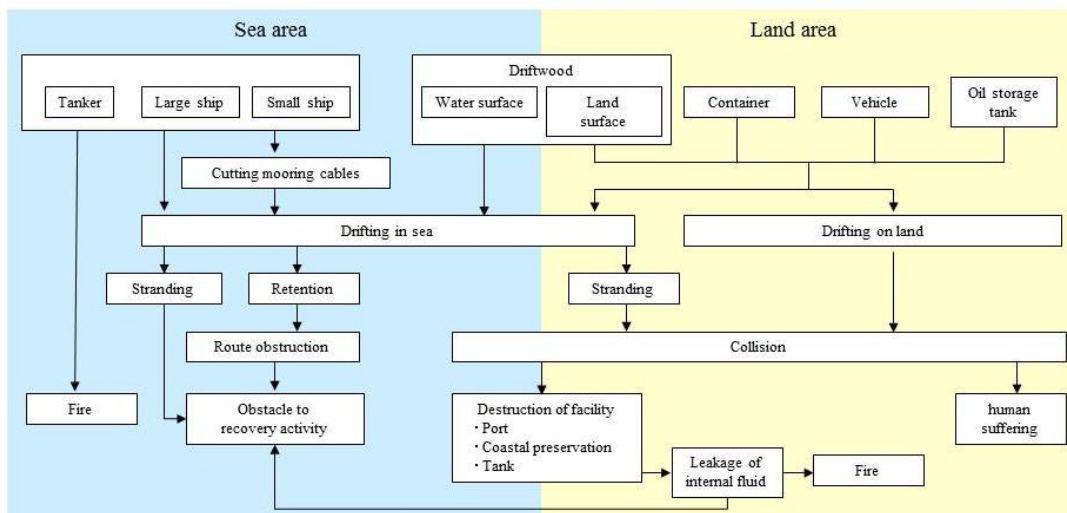 Sea area
Land area
Driftwood
Tanker
Large ship
Small ship
Water surface
Land
surface
Container
Vehicle
Oil storage
tank
Cutting mooring cables
Drifting in sea
Drifting on land
Stranding
Retention
Stranding
Route obstruction
Collision
Fire
Obstacle to
recovery activity
Destruction of facility
・Port
・Coastal preservation
・Tank
human
suffering
Leakage of
internal fluid
Fire